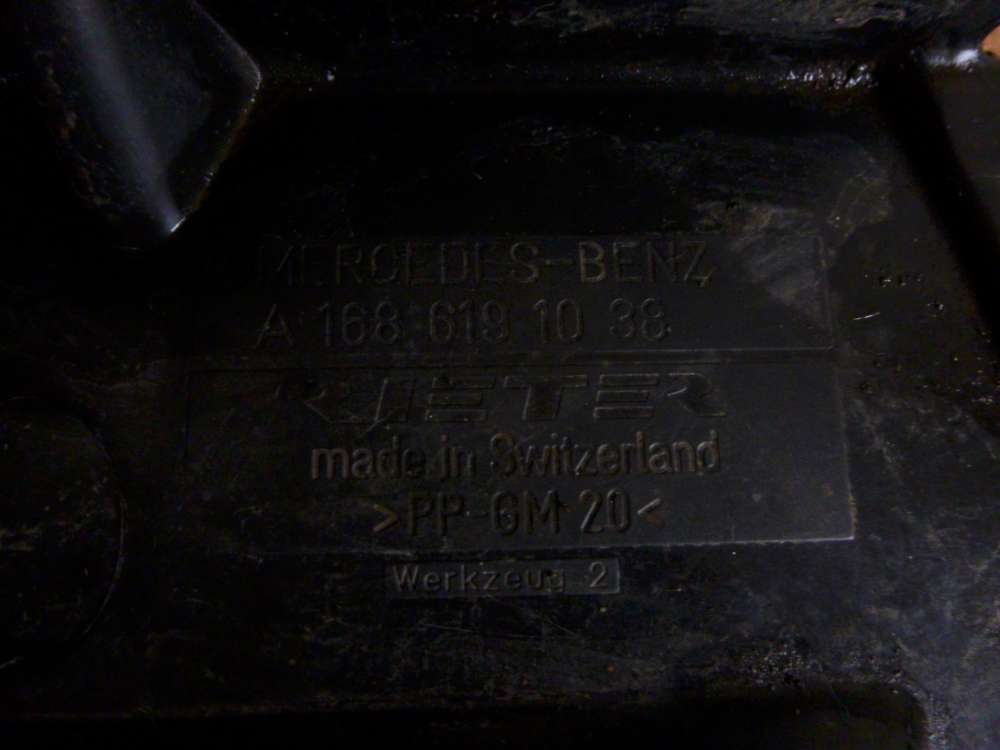 MERCEDES-BENZ
A 168 619 10 38
RIETER
made in Switzerland
>PP-GM 20<
Werkzeug 2